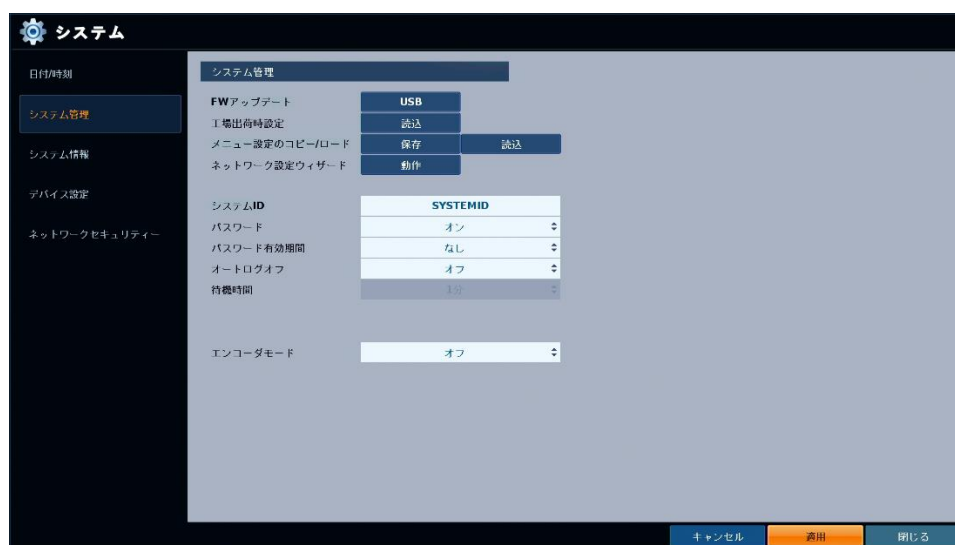 システム
日付/時刻
システム管理
システム情報
デバイス設定
ネットワークセキュリティー
システム管理
FWアップデート USB
工場出荷時設定 読込
メニュー設定のコピー/ロード 保存 読込
ネットワーク設定ウィザード 動作
システムID SYSTEMID
パスワード オン
パスワード有効期間 なし
オートログオフ オフ
待機時間 3分
エンコーダモード オフ
キャンセル 適用 閉じる